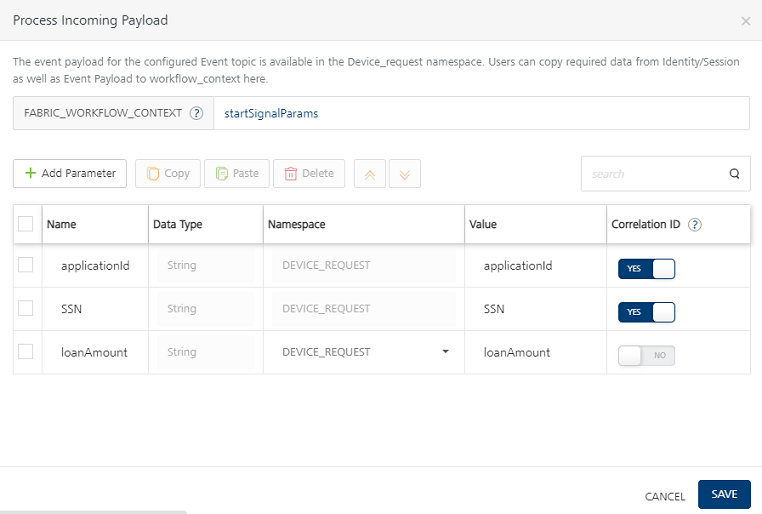 Process Incoming Payload ×
The event payload for the configured Event topic is available in the Device_request namespace. Users can copy required data from Identity/Session
as well as Event Payload to workflow_context here.
FABRIC_WORKFLOW_CONTEXT ? startSignalParams
+ Add Parameter Copy Paste Delete search
Name Data Type Namespace Value Correlation ID ?
applicationId String DEVICE_REQUEST applicationId YES
SSN String DEVICE_REQUEST SSN YES
loanAmount String DEVICE_REQUEST loanAmount NO
CANCEL SAVE